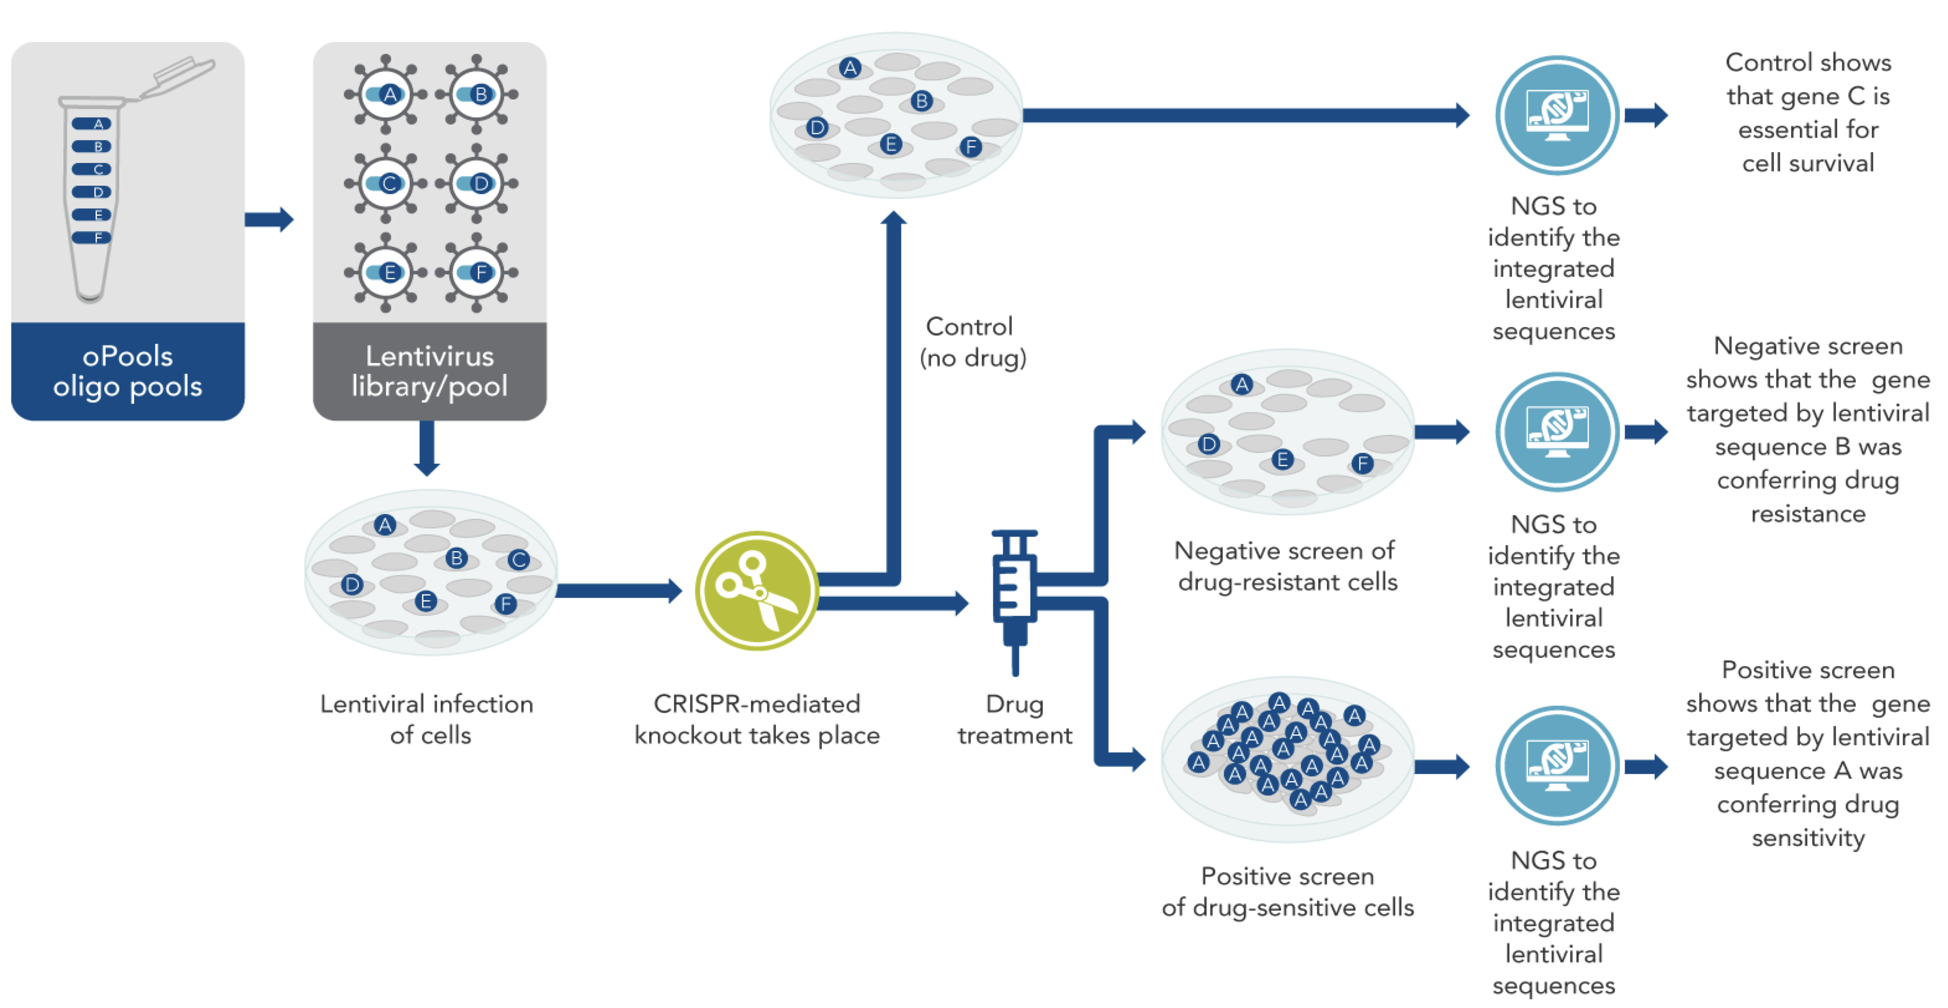 A
B
C
D
E
F
oPools
oligo pools
A
B
C
D
E
F
Lentivirus
library/pool
A
B
C
D
E
F
Lentiviral infection
of cells
CRISPR-mediated
knockout takes place
Control
(no drug)
A
B
D
E
F
NGS to
identify the
integrated
lentiviral
sequences
Control shows
that gene C is
essential for
cell survival
Drug
treatment
A
D
E
F
Negative screen of
drug-resistant cells
NGS to
identify the
integrated
lentiviral
sequences
Negative screen
shows that the gene
targeted by lentiviral
sequence B was
conferring drug
resistance
A A A A A A A A A A A A A A A A A A A A A A A A A A A
Positive screen
of drug-sensitive cells
NGS to
identify the
integrated
lentiviral
sequences
Positive screen
shows that the gene
targeted by lentiviral
sequence A was
conferring drug
sensitivity